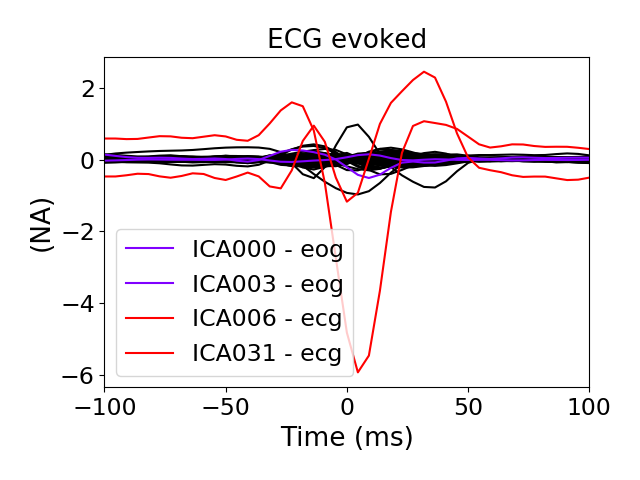 ECG evoked
(NA)
2
0
−2
−4
−6
ICA000 - eog
ICA003 - eog
ICA006 - ecg
ICA031 - ecg
−100
−50
0
50
100
Time (ms)